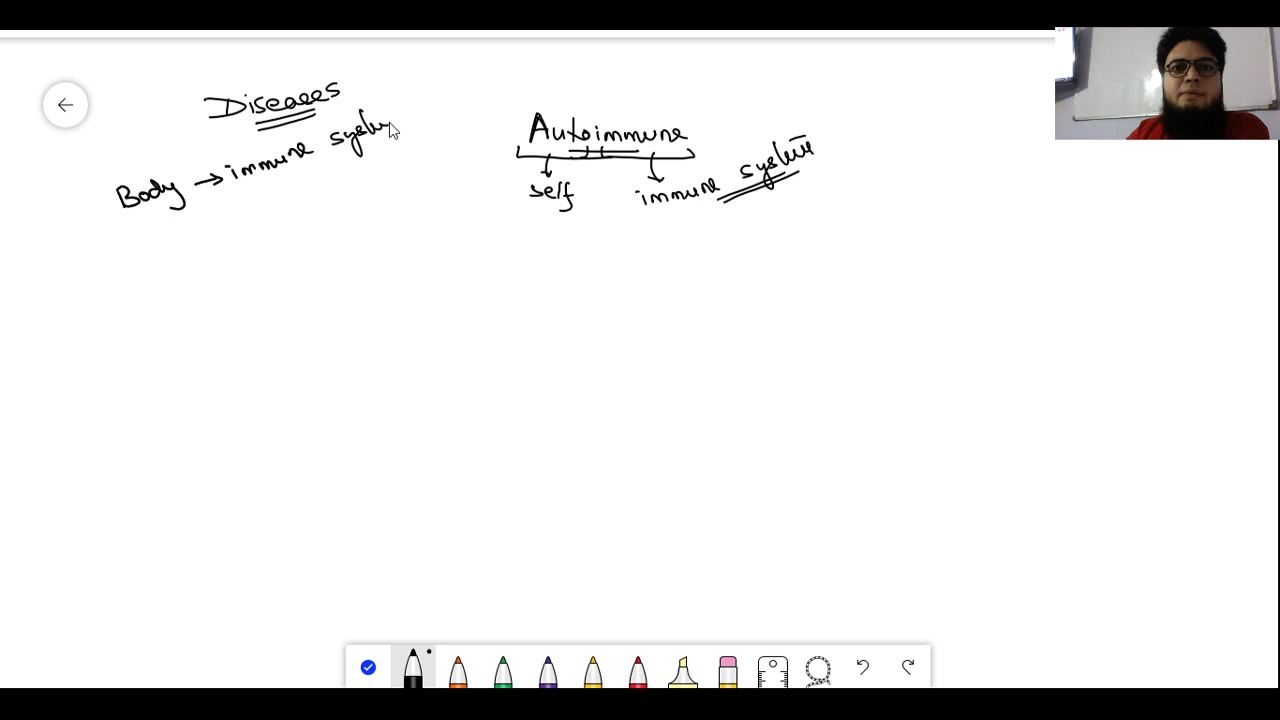 Diseases
Body → immune system
Autoimmune
self
immune system